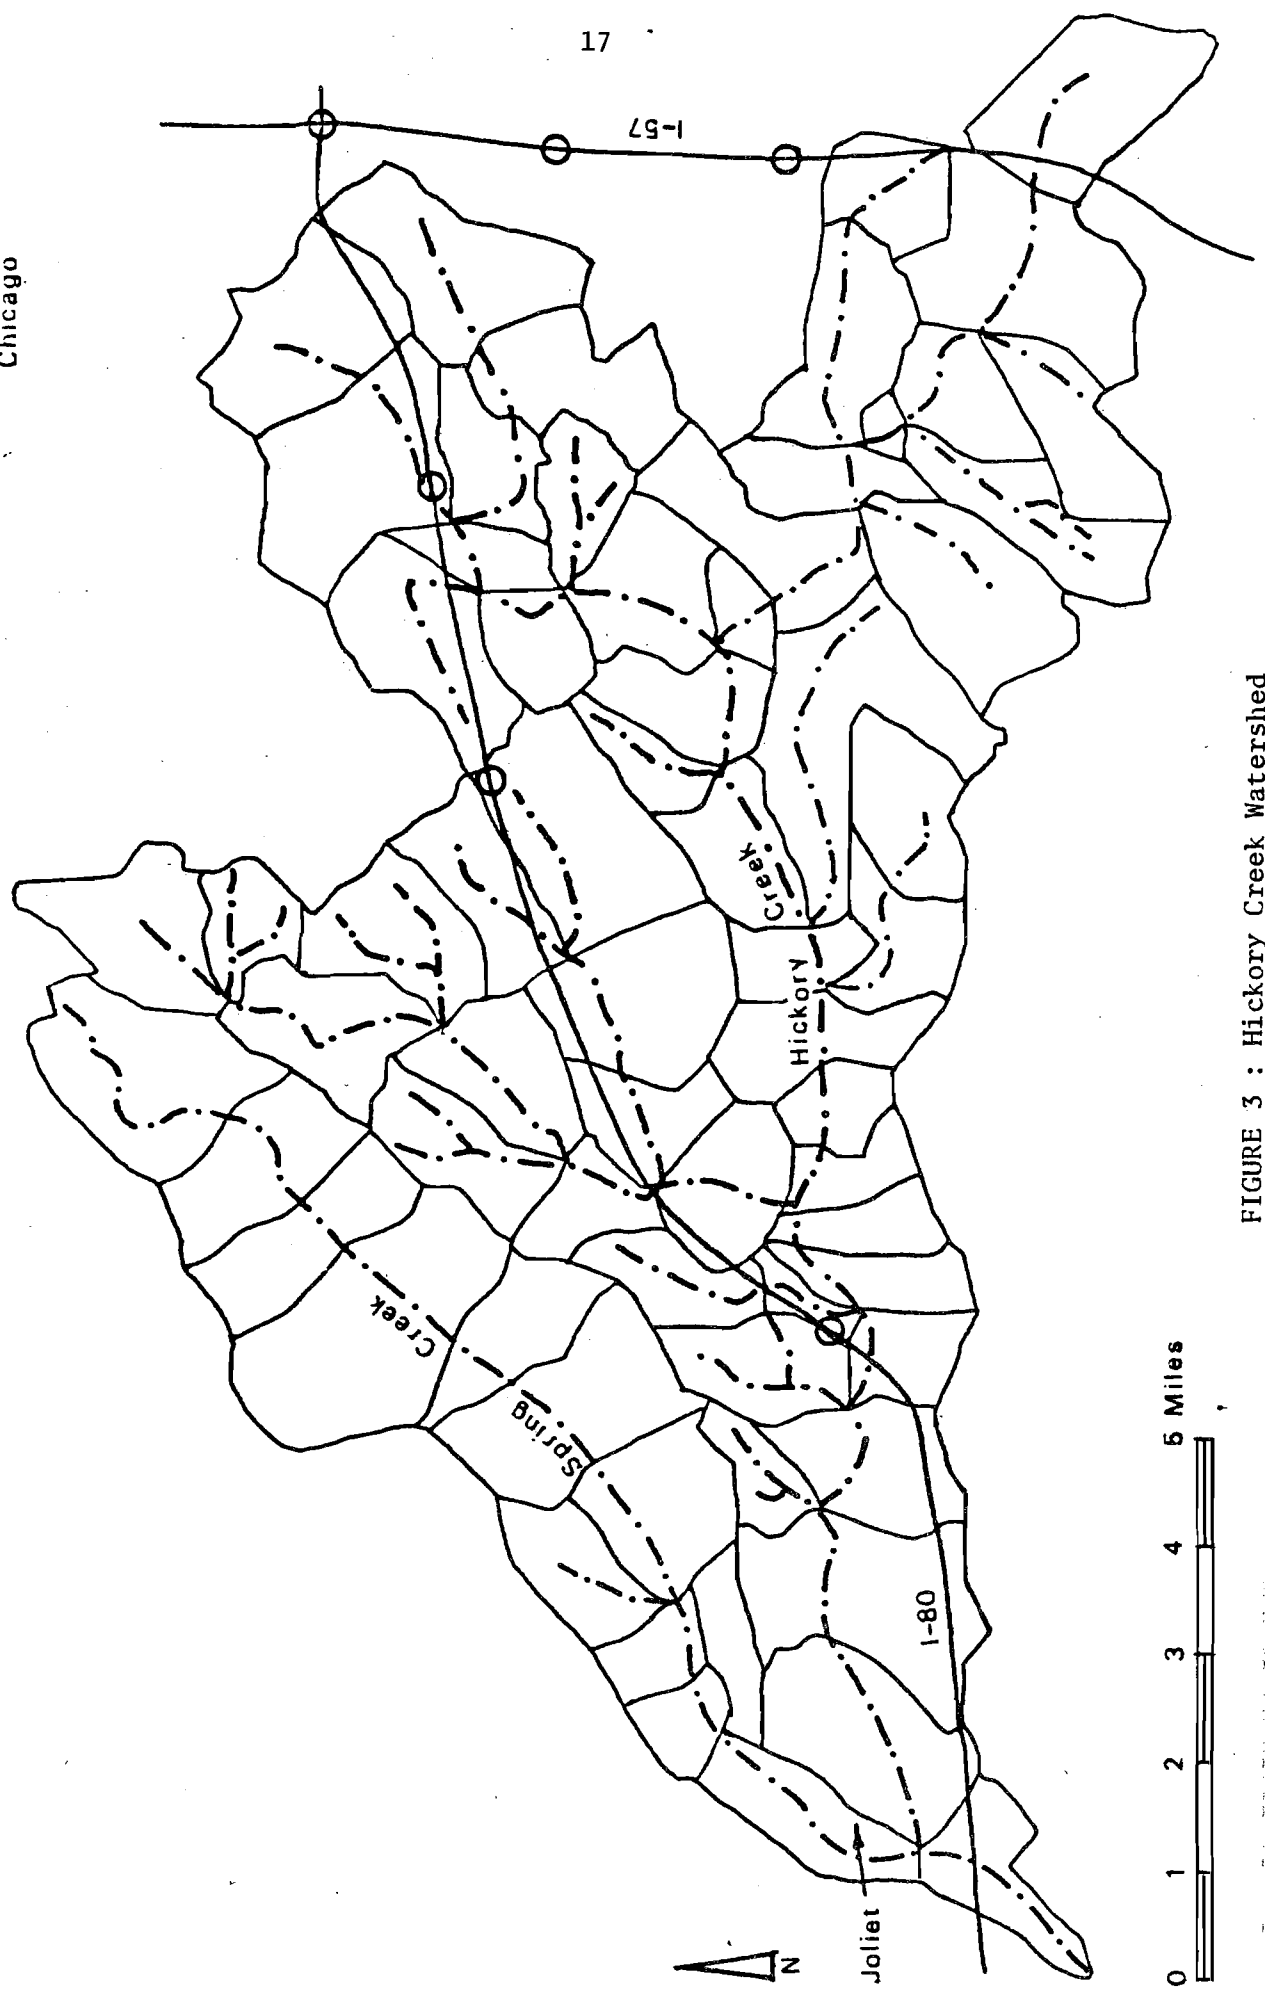 17
Chicago
I-57
Creek
Hickory
Creek
Spring
I-80
Joliet
N
0 1 2 3 4 5 Miles
FIGURE 3 : Hickory Creek Watershed